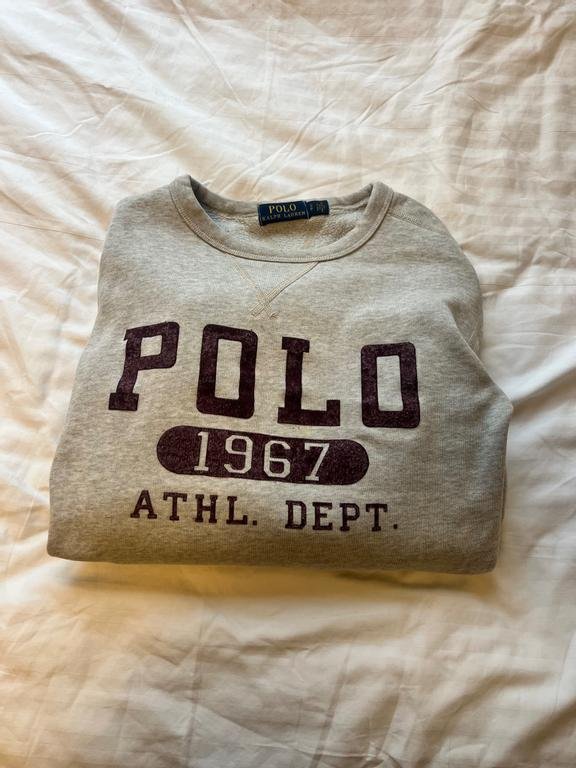 POLO
RALPH LAUREN
POLO
1967
ATHL. DEPT.